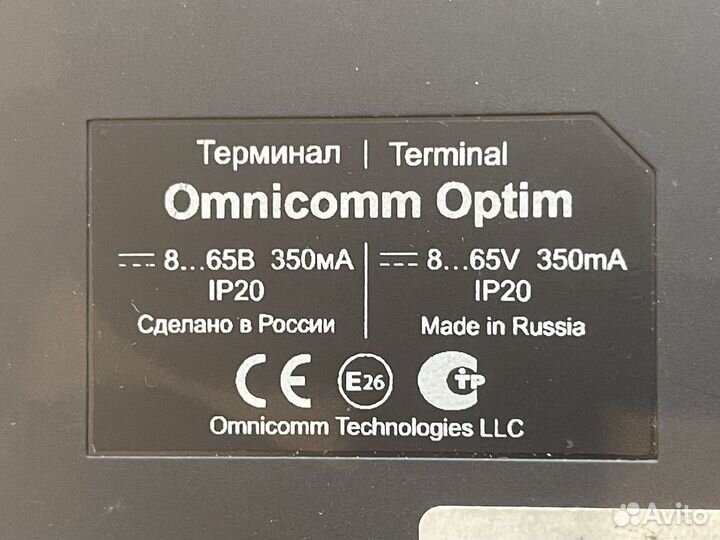 Терминал | Terminal
Omnicomm Optim
8...65В 350мА
IP20
Сделано в России
8...65V 350mA
IP20
Made in Russia
CE E26 СТР
Omnicomm Technologies LLC
Avito